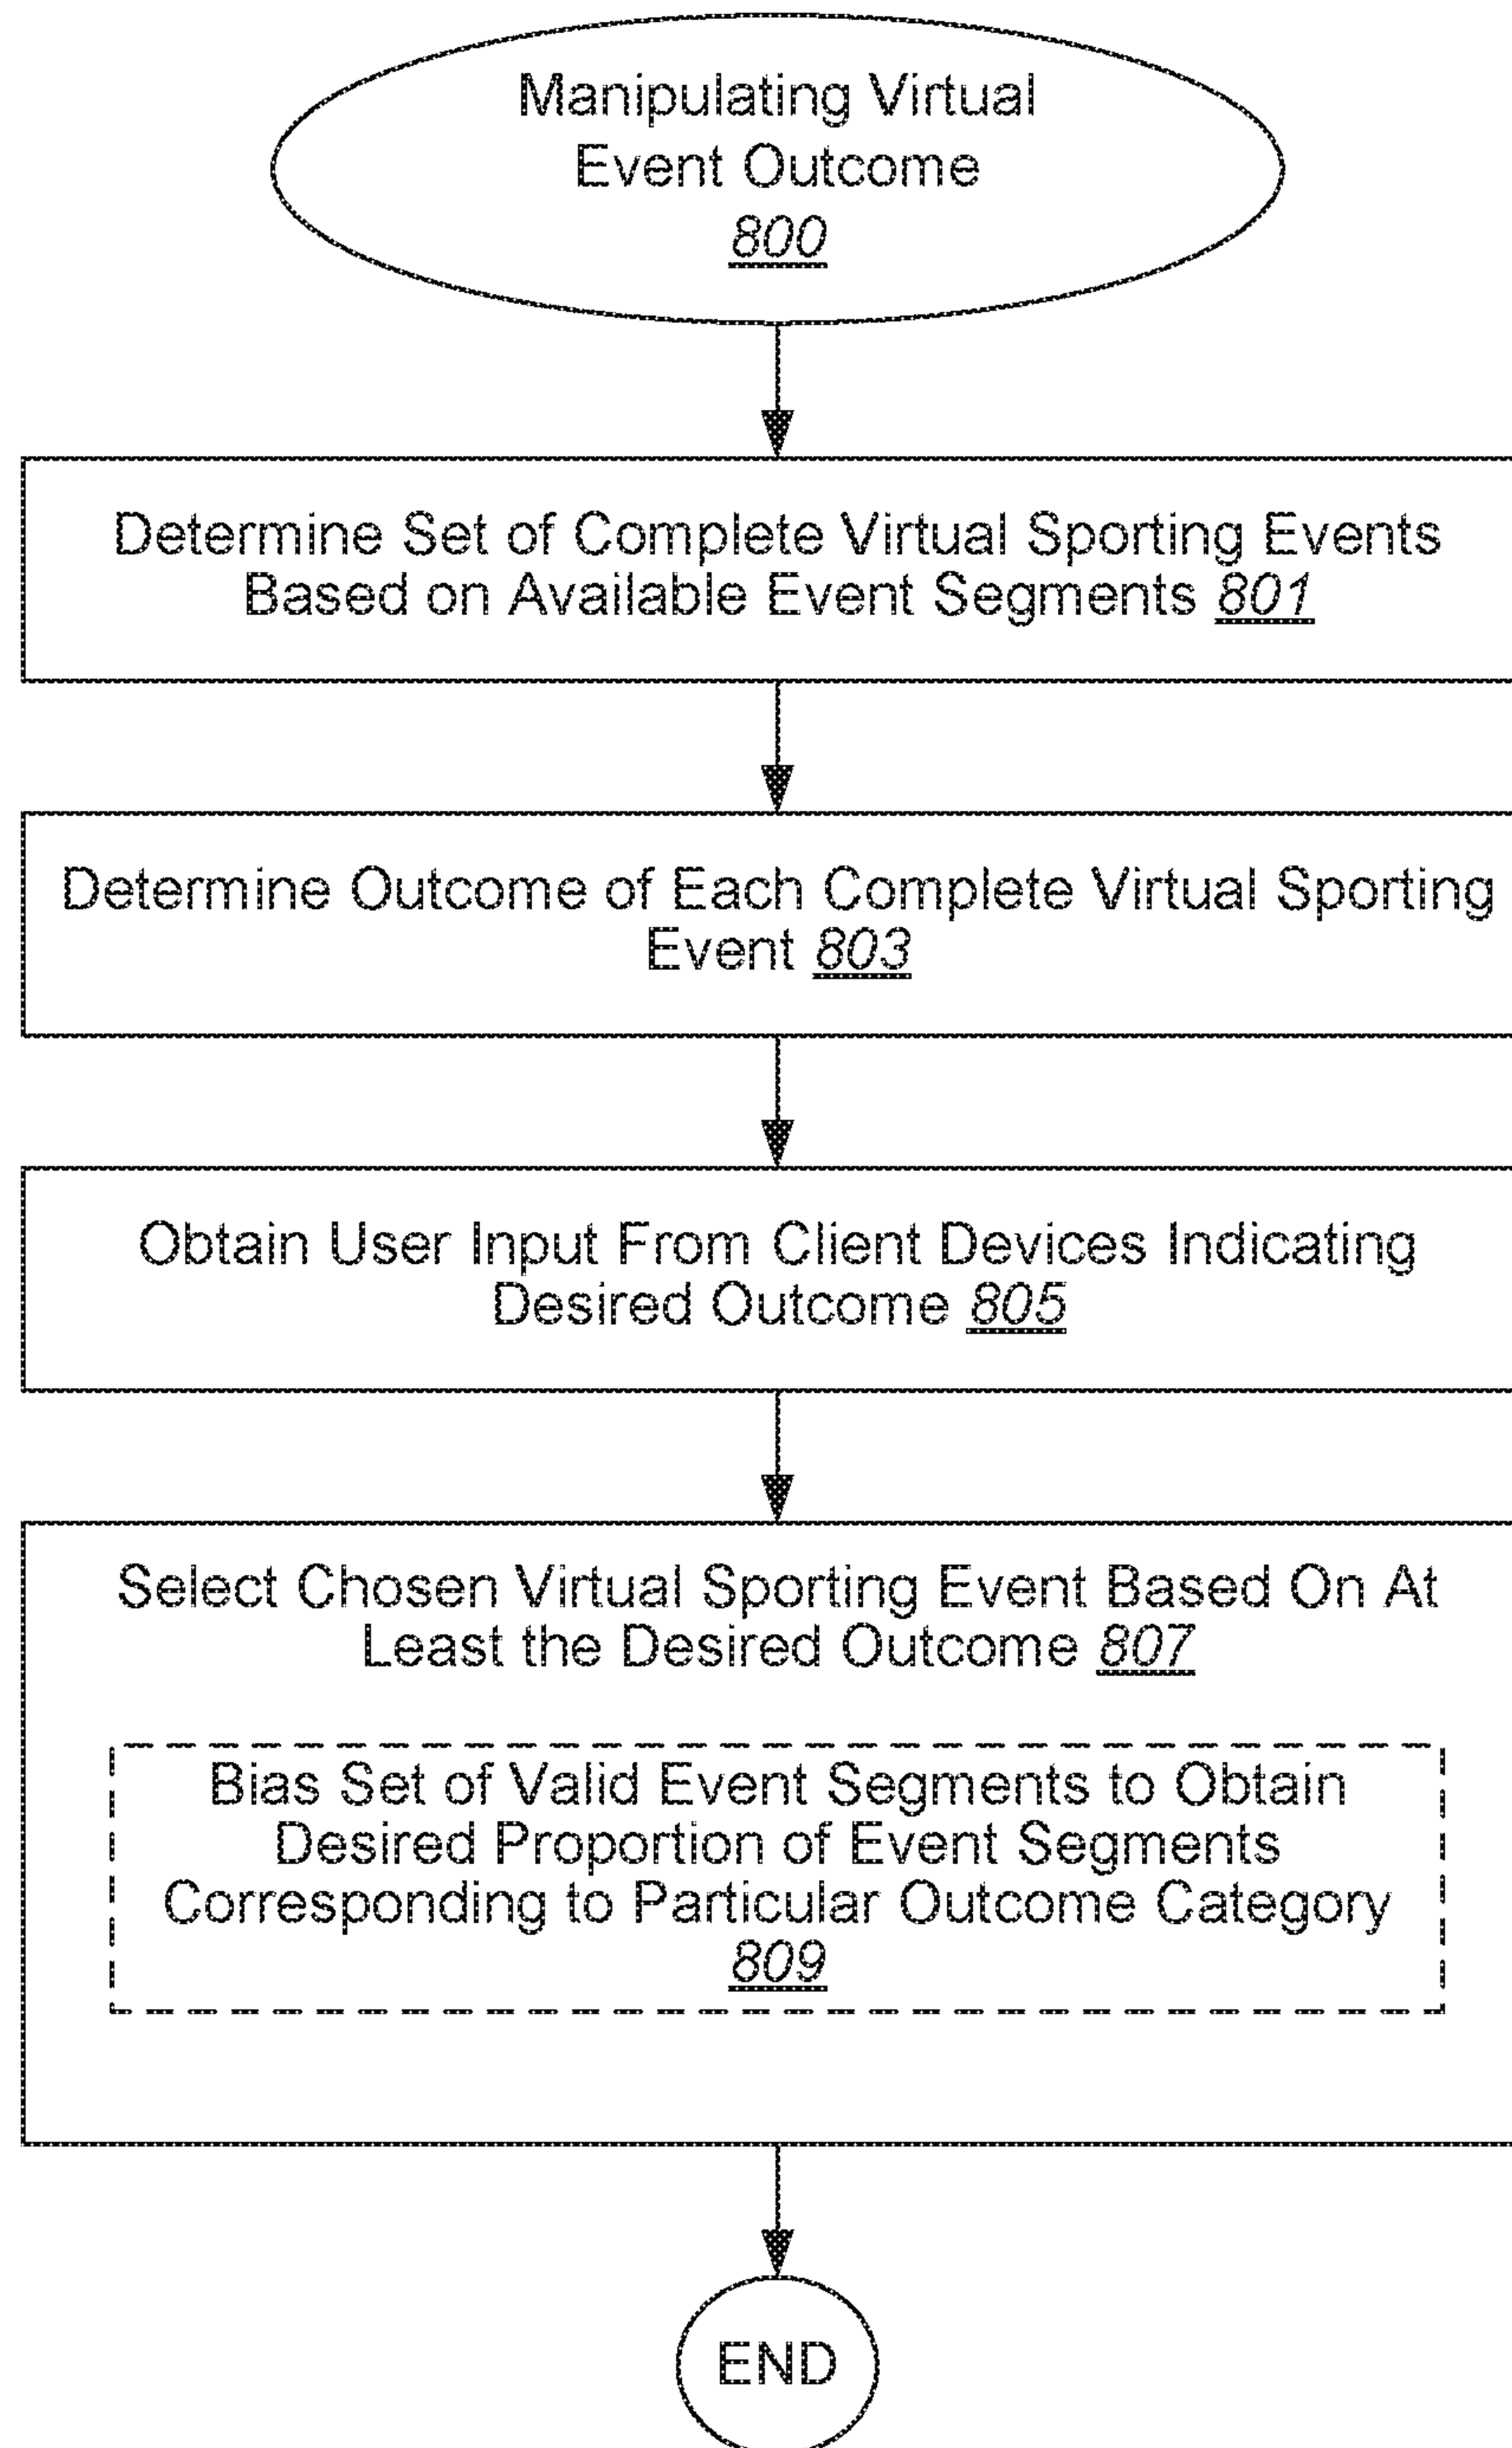 Manipulating Virtual
Event Outcome
800
Determine Set of Complete Virtual Sporting Events
Based on Available Event Segments 801
Determine Outcome of Each Complete Virtual Sporting
Event 803
Obtain User Input From Client Devices Indicating
Desired Outcome 805
Select Chosen Virtual Sporting Event Based On At
Least the Desired Outcome 807
Bias Set of Valid Event Segments to Obtain
Desired Proportion of Event Segments
Corresponding to Particular Outcome Category
809
END